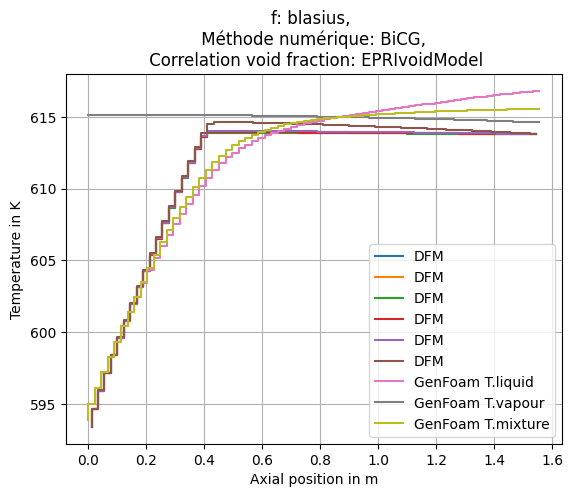 f: blasius,
Méthode numérique: BiCG,
Correlation void fraction: EPRIvoidModel
Temperature in K
615
610
605
600
595
DFM
DFM
DFM
DFM
DFM
DFM
GenFoam T.liquid
GenFoam T.vapour
GenFoam T.mixture
0.0 0.2 0.4 0.6 0.8 1.0 1.2 1.4 1.6
Axial position in m